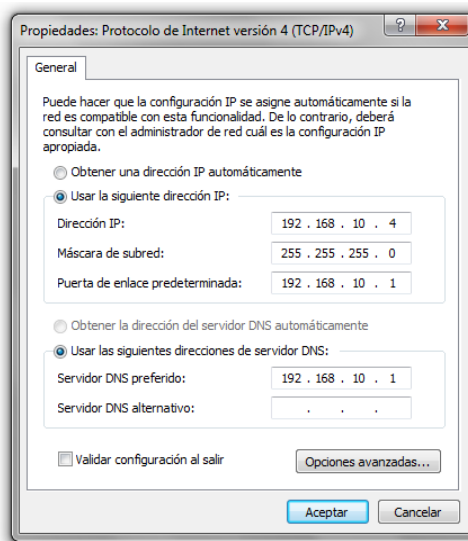 Propiedades: Protocolo de Internet versión 4 (TCP/IPv4)
General
Puede hacer que la configuración IP se asigne automáticamente si la
red es compatible con esta funcionalidad. De lo contrario, deberá
consultar con el administrador de red cuál es la configuración IP
apropiada.
Obtener una dirección IP automáticamente
Usar la siguiente dirección IP:
Dirección IP: 192 . 168 . 10 . 4
Máscara de subred: 255 . 255 . 255 . 0
Puerta de enlace predeterminada: 192 . 168 . 10 . 1
Obtener la dirección del servidor DNS automáticamente
Usar las siguientes direcciones de servidor DNS:
Servidor DNS preferido: 192 . 168 . 10 . 1
Servidor DNS alternativo: . . .
Validar configuración al salir
Opciones avanzadas...
Aceptar Cancelar